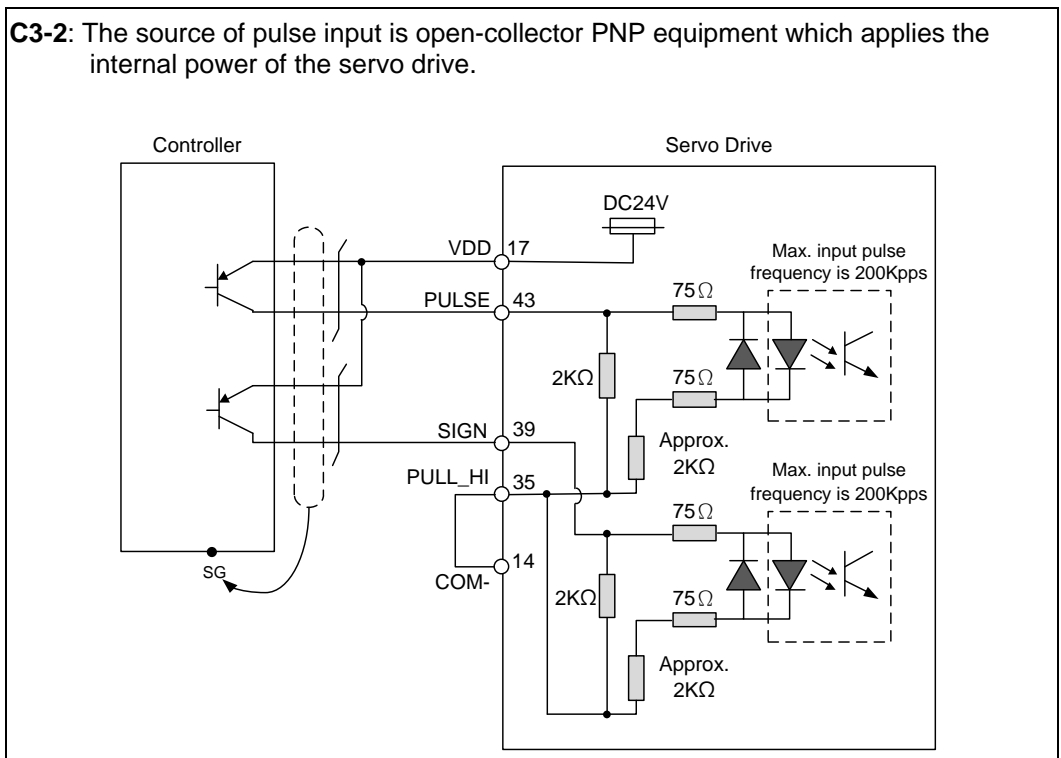 C3-2: The source of pulse input is open-collector PNP equipment which applies the
internal power of the servo drive.
Controller
Servo Drive
DC24V
VDD
17
Max. input pulse
frequency is 200Kpps
75Ω
PULSE
43
2KΩ
75Ω
SIGN
39
Approx.
2KΩ
PULL_HI
35
Max. input pulse
frequency is 200Kpps
75Ω
14
COM-
SG
2KΩ
75Ω
Approx.
2KΩ